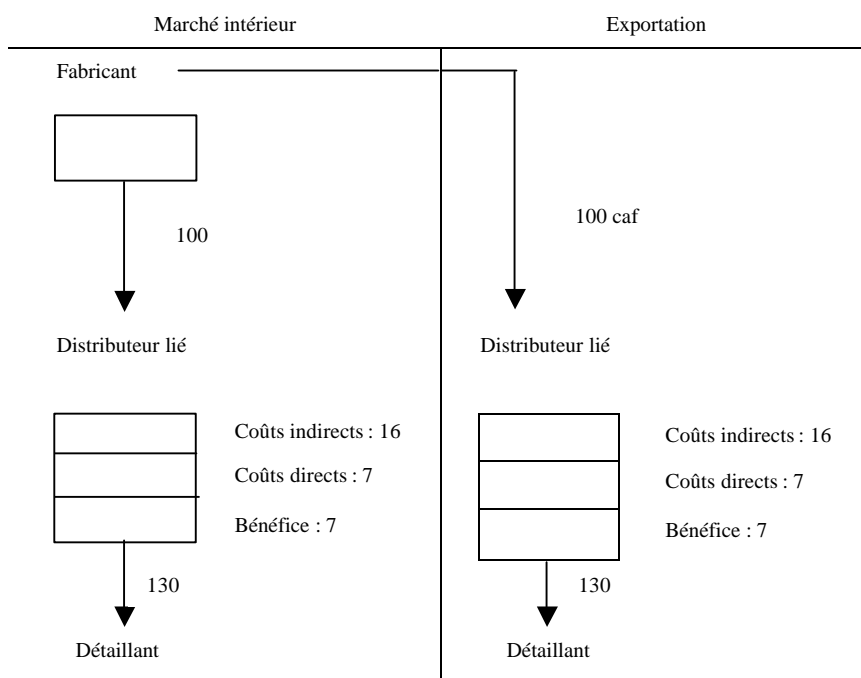 Marché intérieur
Exportation
Fabricant
100
100 caf
Distributeur lié
Distributeur lié
Coûts indirects : 16
Coûts directs : 7
Bénéfice : 7
Coûts indirects : 16
Coûts directs : 7
Bénéfice : 7
130
130
Détaillant
Détaillant